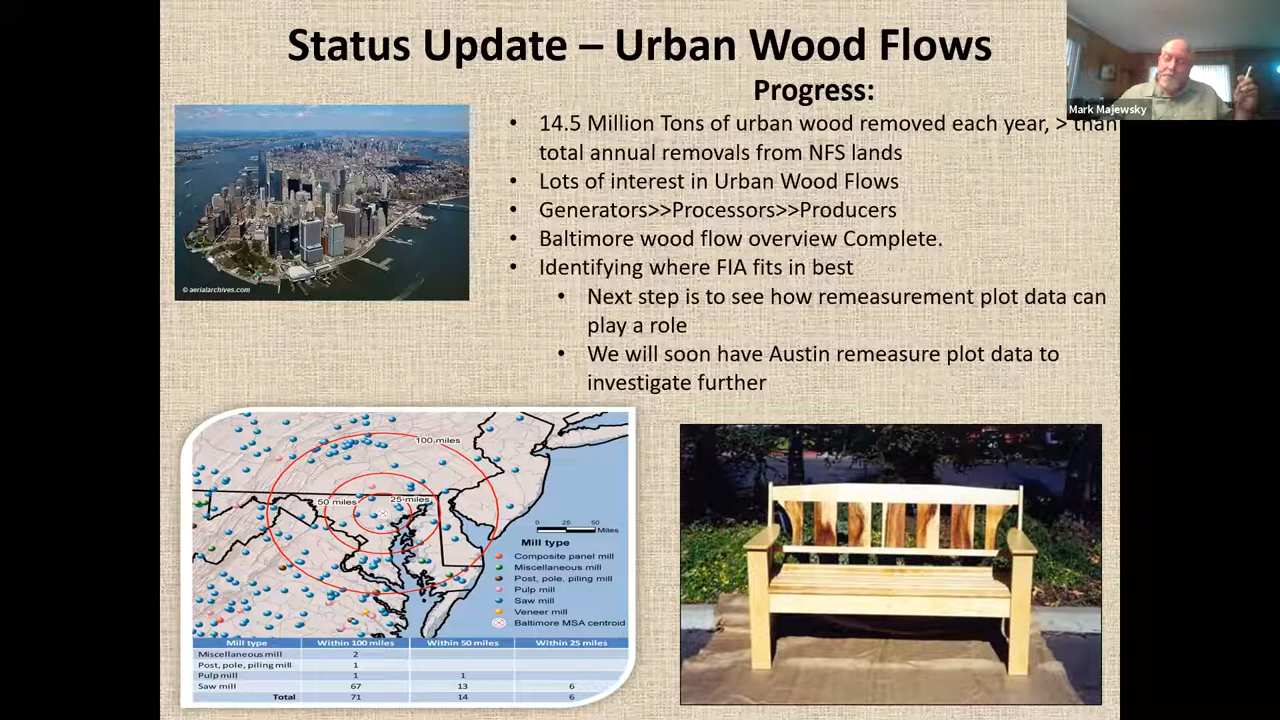 Status Update – Urban Wood Flows
Progress:
Mark Majewsky
• 14.5 Million Tons of urban wood removed each year, > than
total annual removals from NFS lands
• Lots of interest in Urban Wood Flows
• Generators>>Processors>>Producers
• Baltimore wood flow overview Complete.
• Identifying where FIA fits in best
• Next step is to see how remeasurement plot data can
play a role
• We will soon have Austin remeasure plot data to
investigate further
© aerialarchives.com
100 miles
50 miles
25 miles
0 25 50
Miles
Mill type
Composite panel mill
Miscellaneous mill
Post, pole, piling mill
Pulp mill
Saw mill
Veneer mill
Baltimore MSA centroid
Mill type Within 100 miles Within 50 miles Within 25 miles
Miscellaneous mill 2
Post, pole, piling mill 1
Pulp mill 1 1
Saw mill 67 13 6
Total 71 14 6